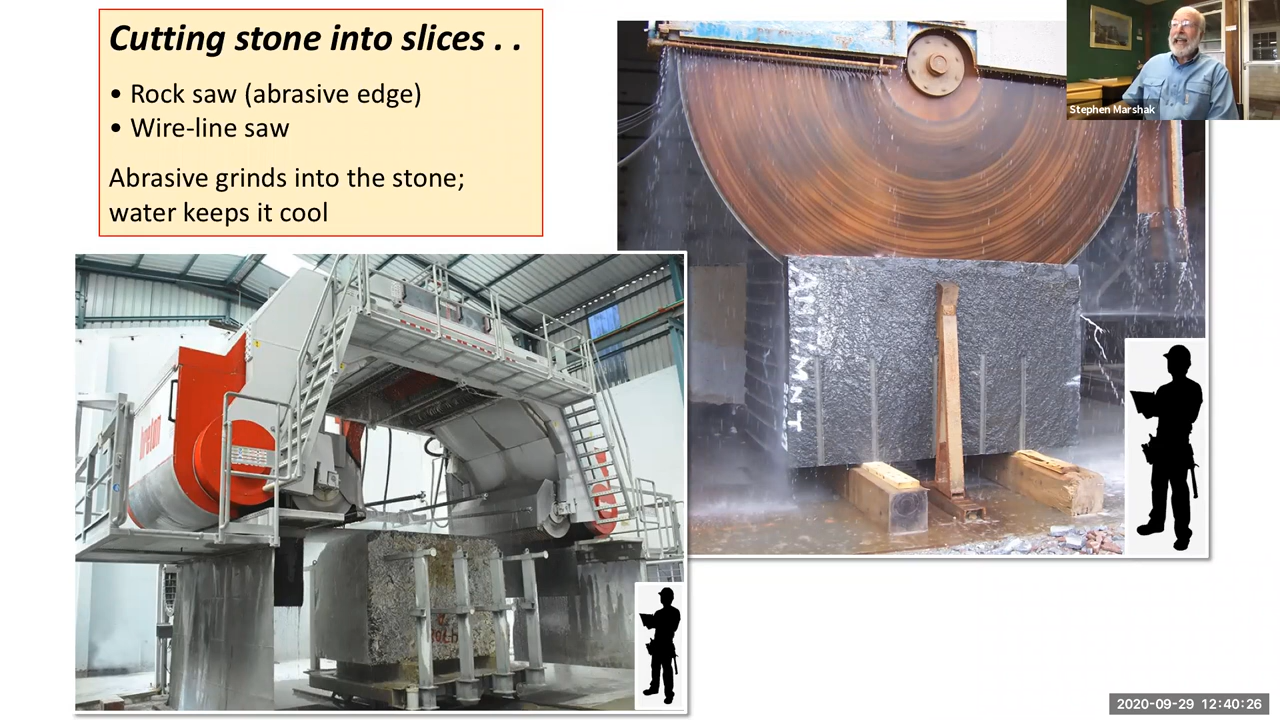 Cutting stone into slices . .
• Rock saw (abrasive edge)
• Wire-line saw
Abrasive grinds into the stone;
water keeps it cool
Stephen Marshak
breton
2020-09-29 12:40:26